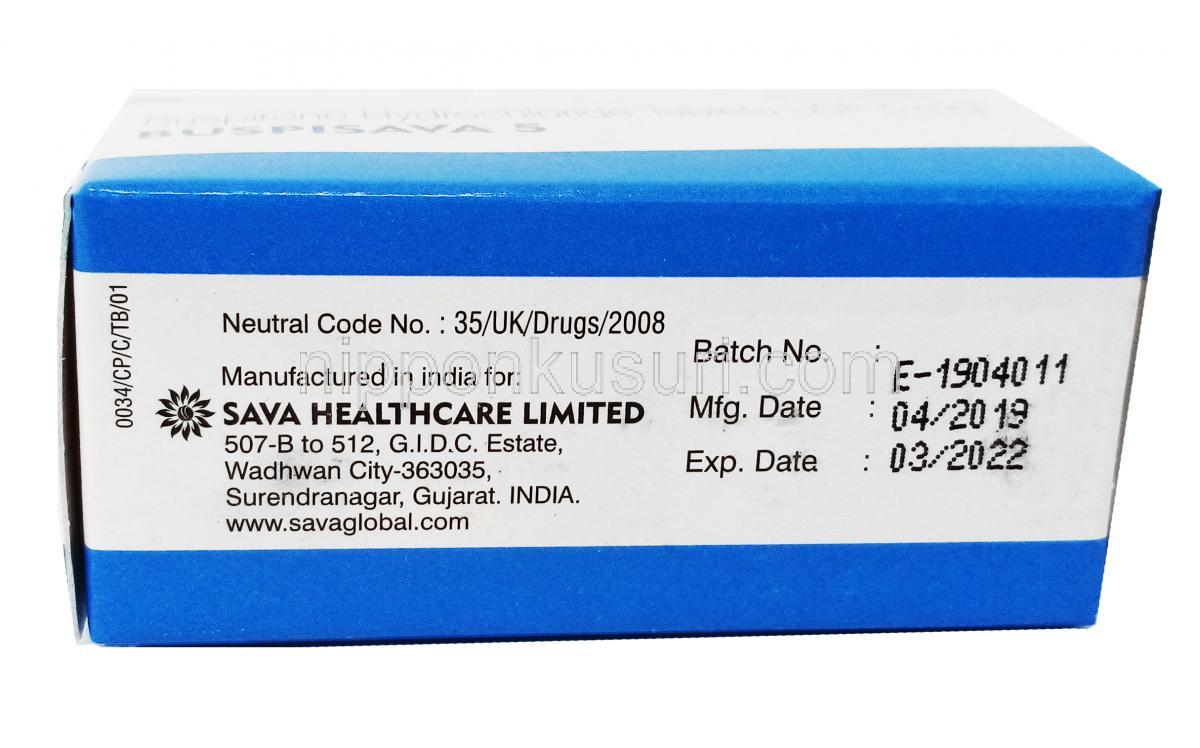 Buspirone Hydrochloride Tablets USP 5 mg
BUSPISAVA 5
0034/CP/C/TB/01
Neutral Code No. : 35/UK/Drugs/2008
Manufactured in India for:
SAVA HEALTHCARE LIMITED
507-B to 512, G.I.D.C. Estate,
Wadhwan City-363035,
Surendranagar, Gujarat. INDIA.
www.savaglobal.com
Batch No. : E-1904011
Mfg. Date : 04/2019
Exp. Date : 03/2022
nipponkusuri.com